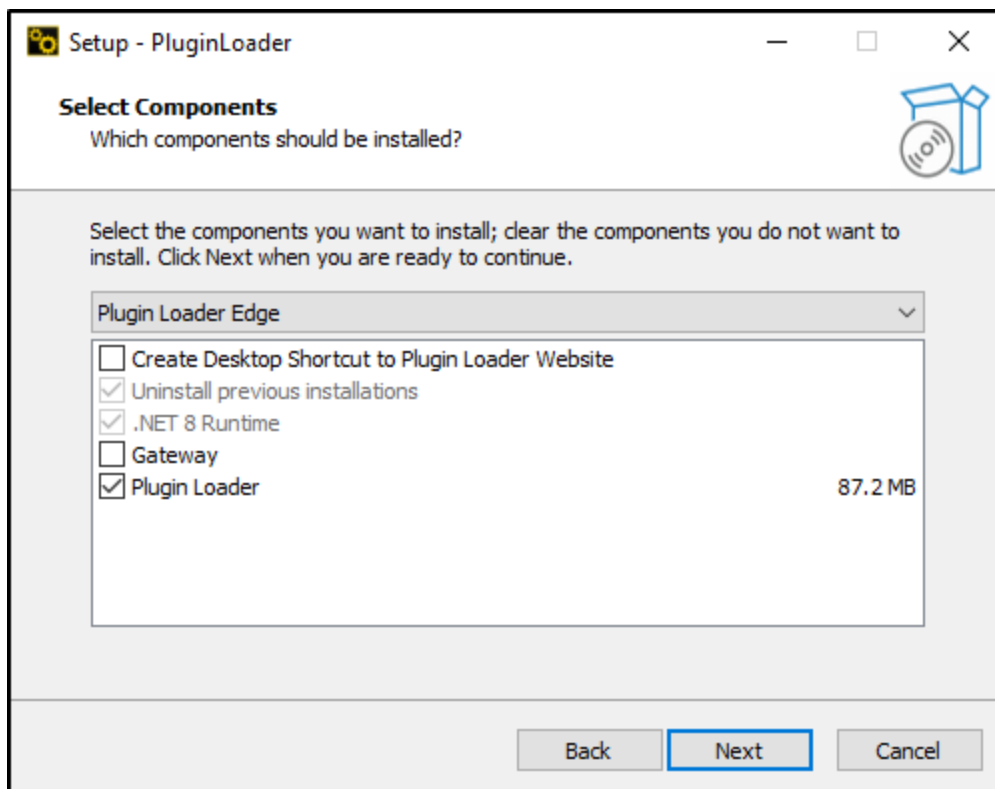 Setup - PluginLoader
Select Components
Which components should be installed?
Select the components you want to install; clear the components you do not want to
install. Click Next when you are ready to continue.
Plugin Loader Edge
Create Desktop Shortcut to Plugin Loader Website
Uninstall previous installations
.NET 8 Runtime
Gateway
Plugin Loader 87.2 MB
Back Next Cancel